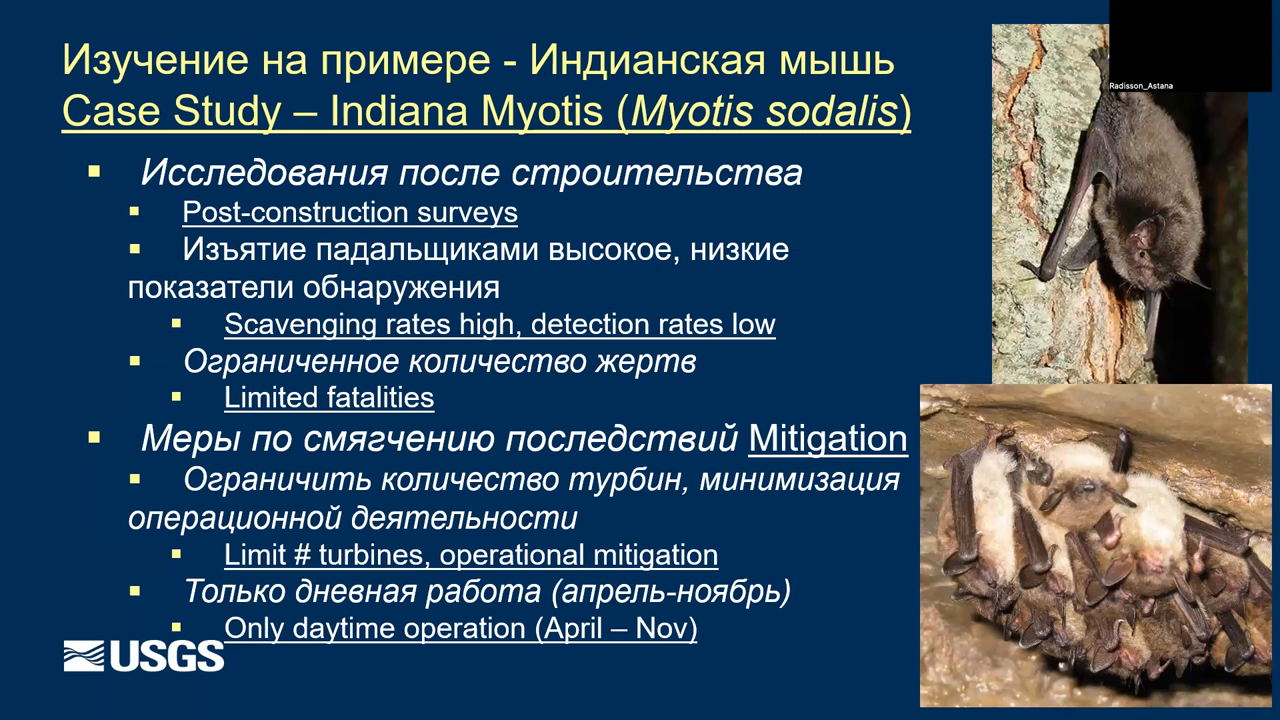 Изучение на примере - Индианская мышь
Case Study – Indiana Myotis (Myotis sodalis)
Radisson_Astana
▪ Исследования после строительства
▪ Post-construction surveys
▪ Изъятие падальщиками высокое, низкие
показатели обнаружения
▪ Scavenging rates high, detection rates low
▪ Ограниченное количество жертв
▪ Limited fatalities
▪ Меры по смягчению последствий Mitigation
▪ Ограничить количество турбин, минимизация
операционной деятельности
▪ Limit # turbines, operational mitigation
▪ Только дневная работа (апрель-ноябрь)
▪ Only daytime operation (April – Nov)
USGS